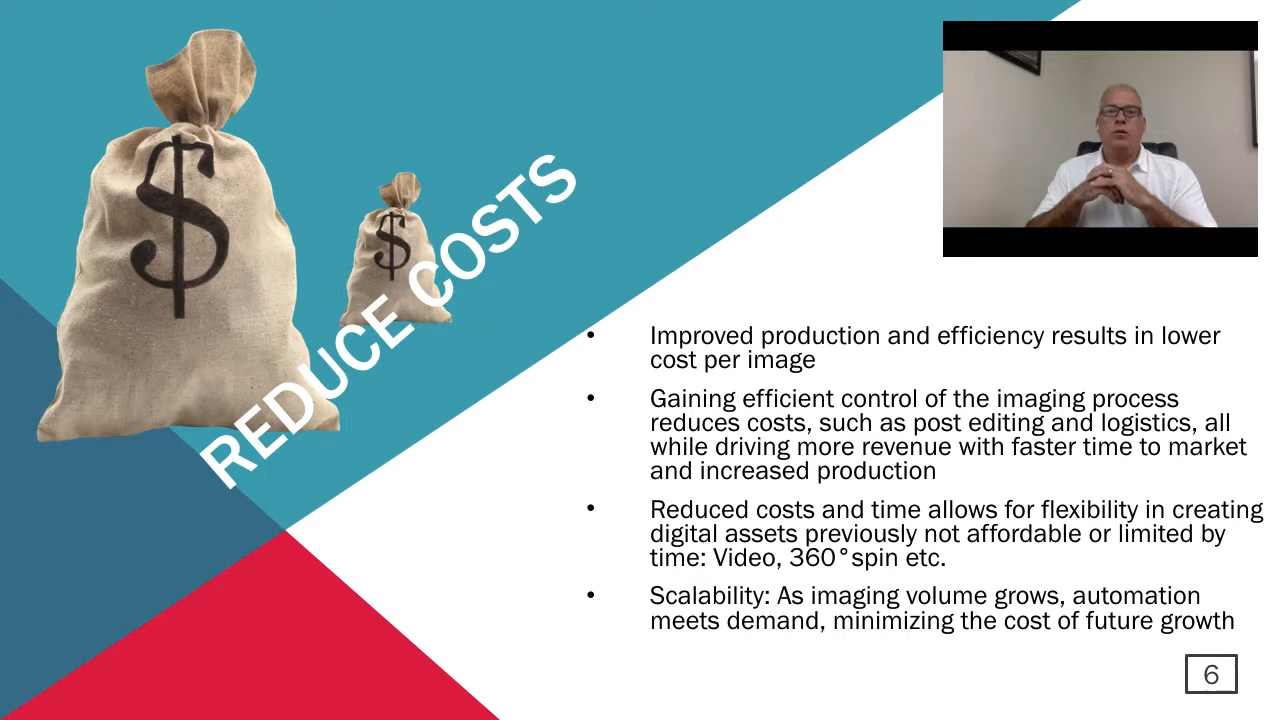 $
$
REDUCE COSTS
• Improved production and efficiency results in lower
cost per image
• Gaining efficient control of the imaging process
reduces costs, such as post editing and logistics, all
while driving more revenue with faster time to market
and increased production
• Reduced costs and time allows for flexibility in creating
digital assets previously not affordable or limited by
time: Video, 360°spin etc.
• Scalability: As imaging volume grows, automation
meets demand, minimizing the cost of future growth
6